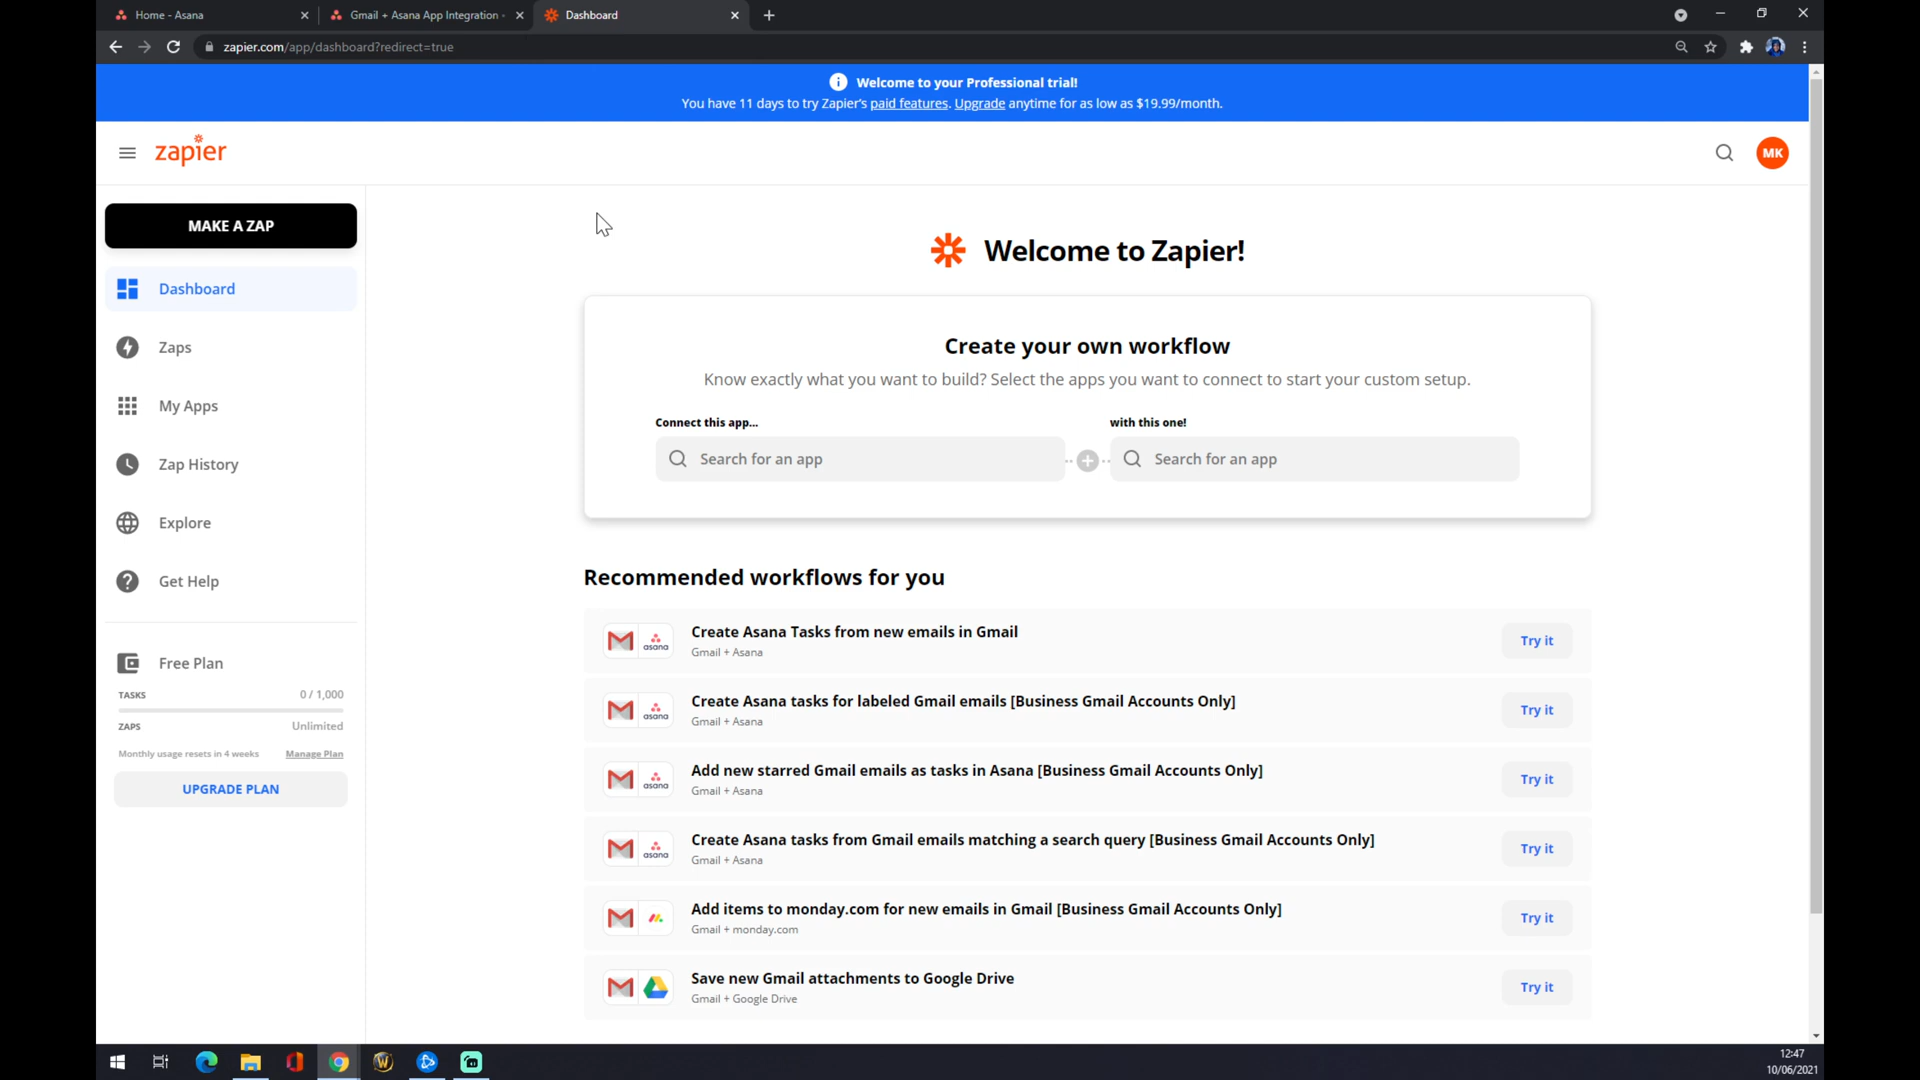 Home - Asana
Gmail + Asana App Integration -
Dashboard
zapier.com/app/dashboard?redirect=true
Welcome to your Professional trial!
You have 11 days to try Zapier's paid features. Upgrade anytime for as low as $19.99/month.
zapier
MK
MAKE A ZAP
Dashboard
Zaps
My Apps
Zap History
Explore
Get Help
Free Plan
TASKS 0 / 1,000
ZAPS Unlimited
Monthly usage resets in 4 weeks Manage Plan
UPGRADE PLAN
Welcome to Zapier!
Create your own workflow
Know exactly what you want to build? Select the apps you want to connect to start your custom setup.
Connect this app... with this one!
Search for an app Search for an app
Recommended workflows for you
asana
Create Asana Tasks from new emails in Gmail
Gmail + Asana
Try it
asana
Create Asana tasks for labeled Gmail emails [Business Gmail Accounts Only]
Gmail + Asana
Try it
asana
Add new starred Gmail emails as tasks in Asana [Business Gmail Accounts Only]
Gmail + Asana
Try it
asana
Create Asana tasks from Gmail emails matching a search query [Business Gmail Accounts Only]
Gmail + Asana
Try it
Add items to monday.com for new emails in Gmail [Business Gmail Accounts Only]
Gmail + monday.com
Try it
Save new Gmail attachments to Google Drive
Gmail + Google Drive
Try it
12:47
10/06/2021